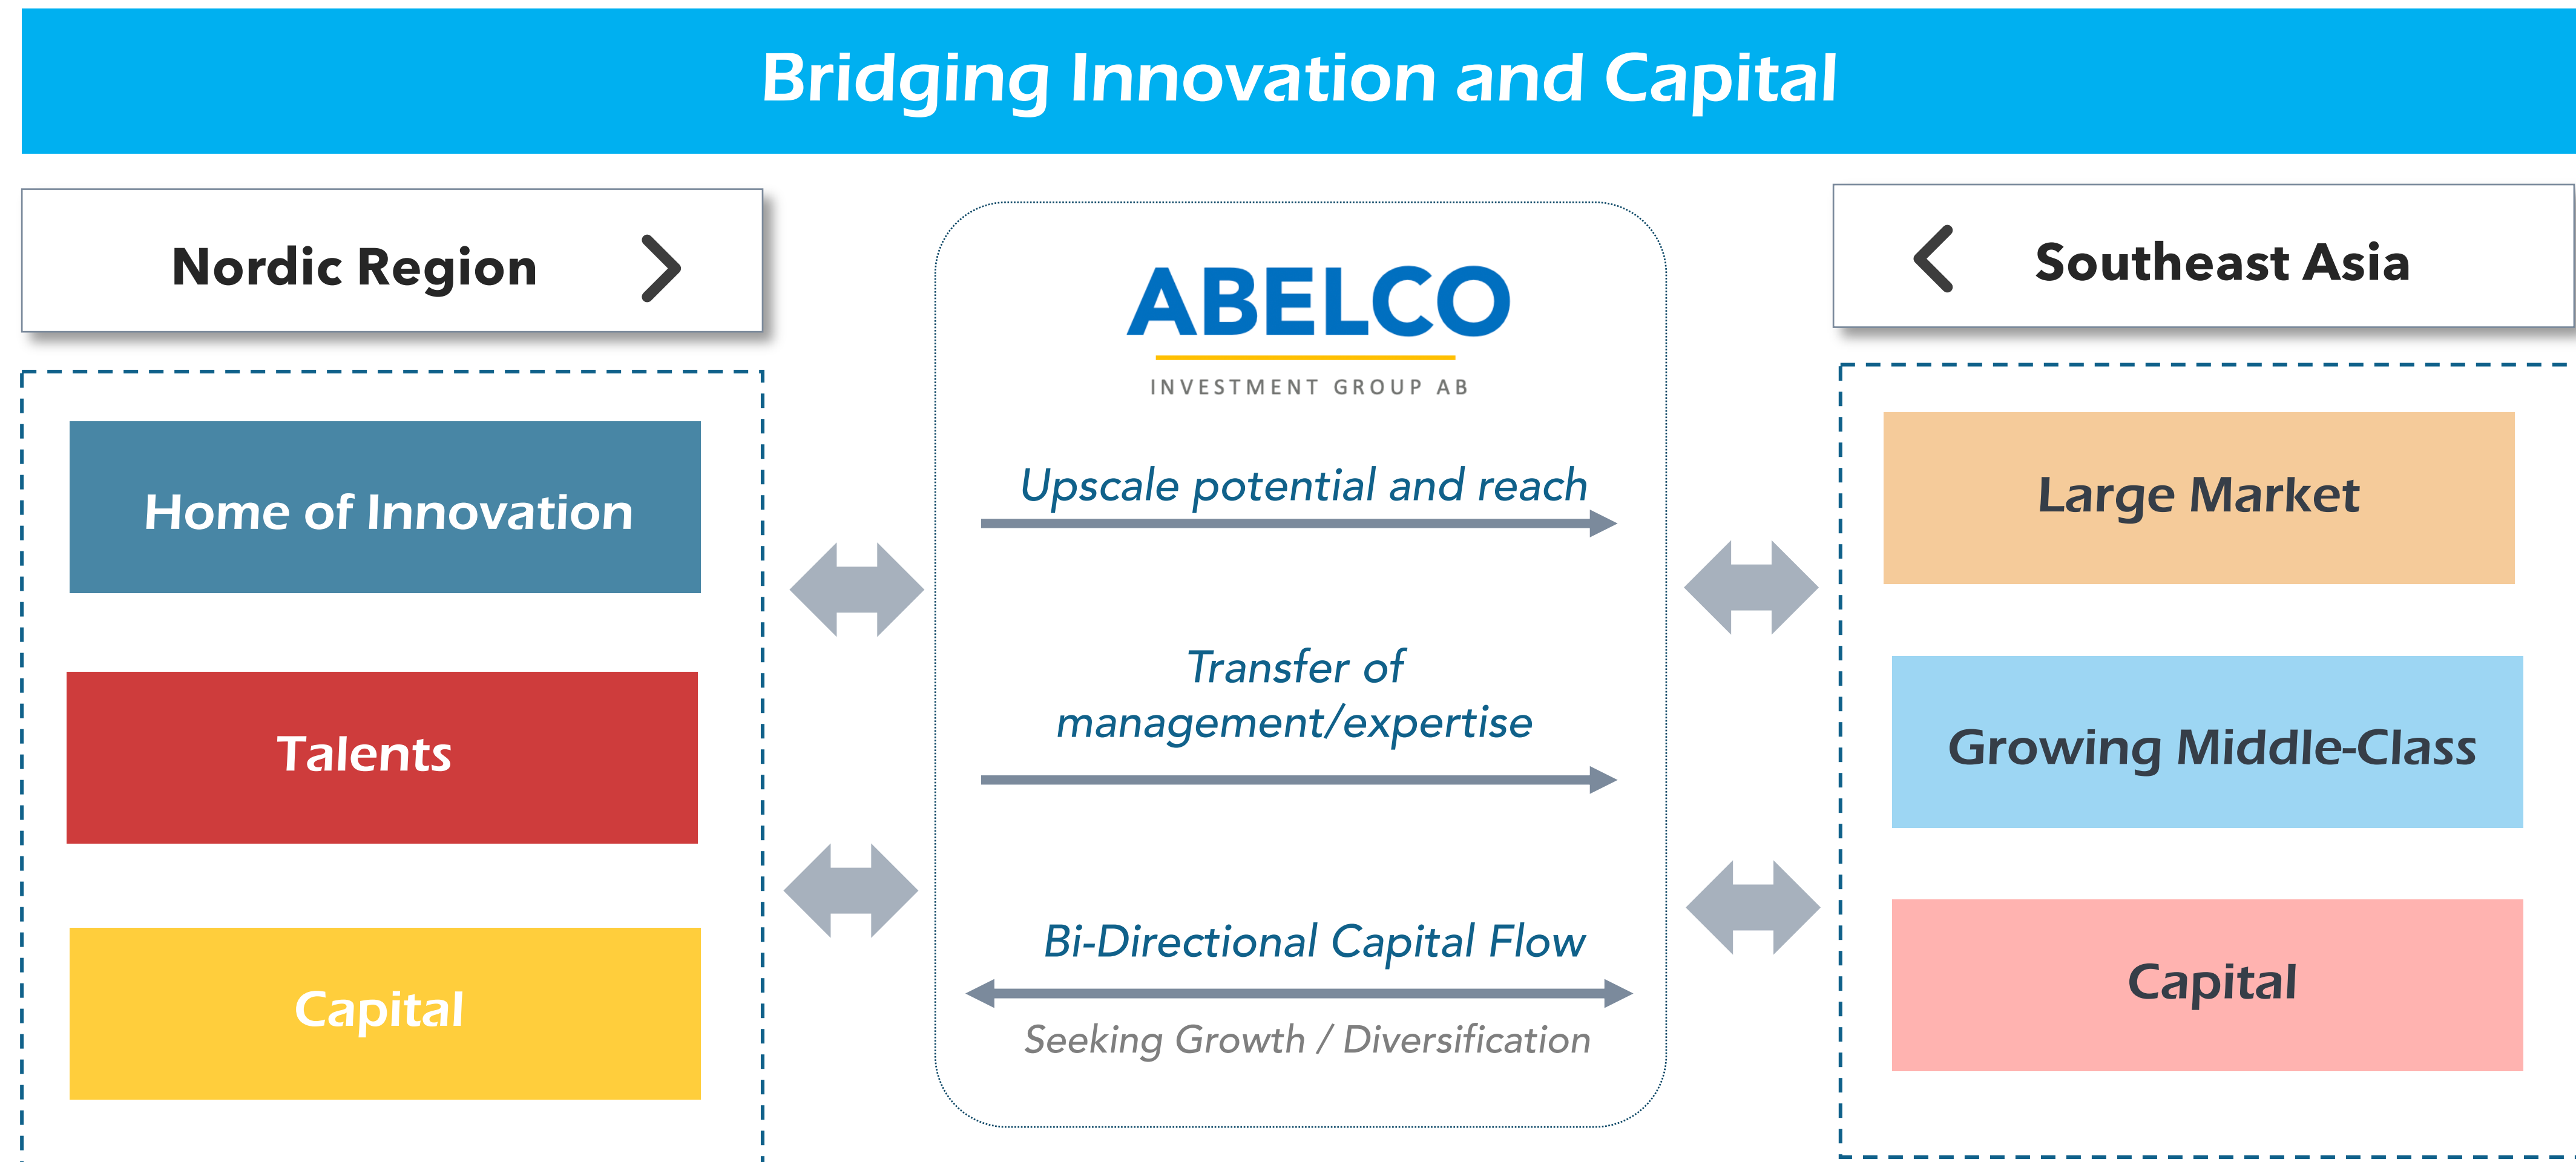 Bridging Innovation and Capital
Nordic Region
Home of Innovation
Talents
Capital
ABELCO
INVESTMENT GROUP AB
Upscale potential and reach
Transfer of
management/expertise
Bi-Directional Capital Flow
Seeking Growth / Diversification
Southeast Asia
Large Market
Growing Middle-Class
Capital